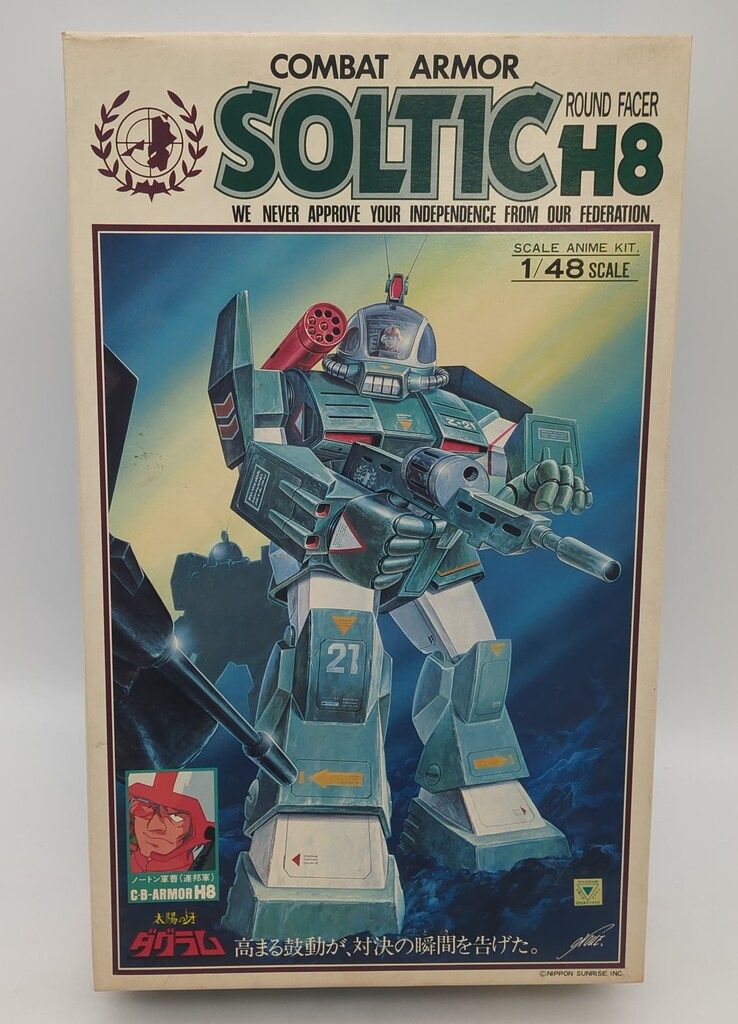 COMBAT ARMOR
SOLTIC
ROUND FACER
H8
WE NEVER APPROVE YOUR INDEPENDENCE FROM OUR FEDERATION.
SCALE ANIME KIT.
1/48 SCALE
Z-21
21
ノートン軍曹(連邦軍)
C·B-ARMOR H8
太陽の牙
ダグラム
高まる鼓動が、対決の瞬間を告げた。
©NIPPON SUNRISE, INC.